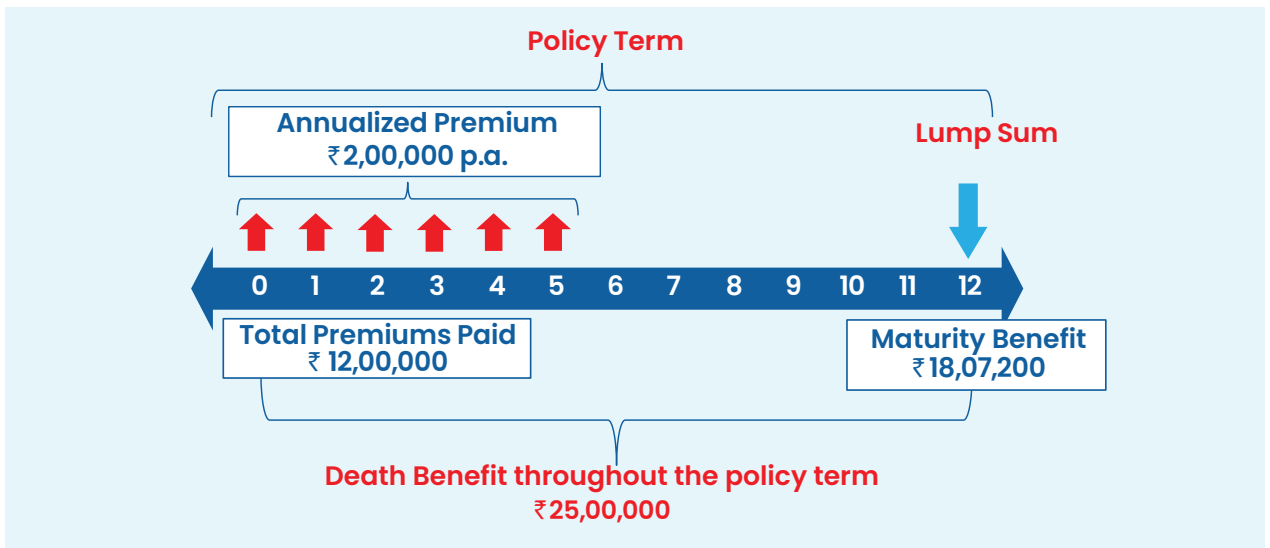 Policy Term
Annualized Premium
₹2,00,000 p.a.
Lump Sum
0 1 2 3 4 5 6 7 8 9 10 11 12
Total Premiums Paid
₹ 12,00,000
Maturity Benefit
₹18,07,200
Death Benefit throughout the policy term
₹25,00,000